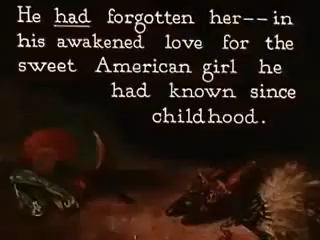 He had forgotten her--in
his awakened love for the
sweet American girl he
had known since
childhood.